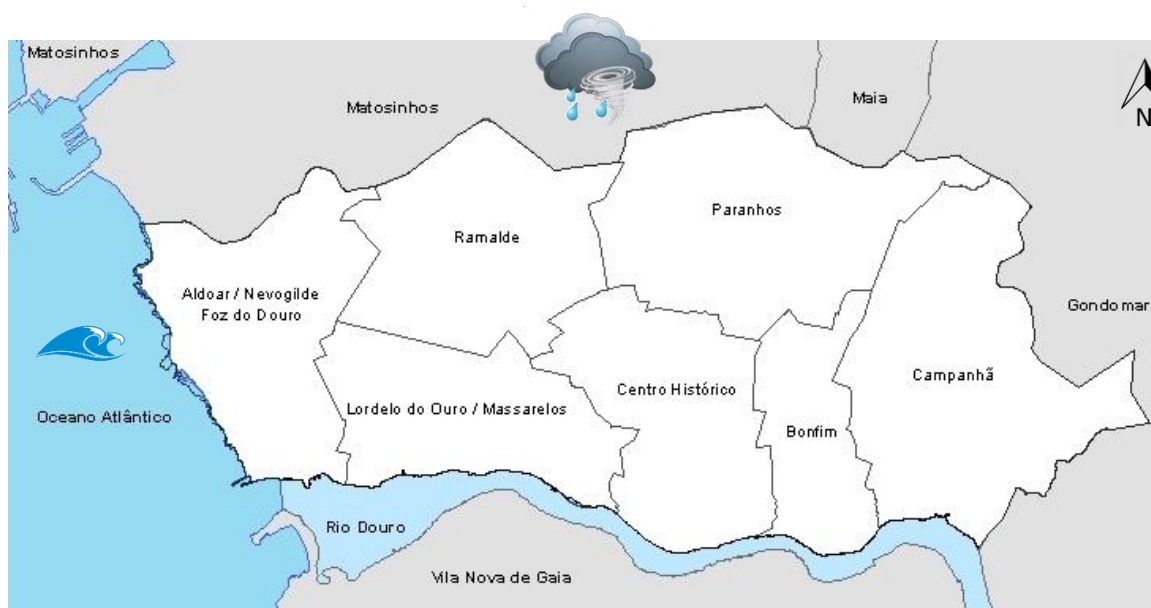 Matosinhos
Matosinhos
Maia
N
Paranhos
Ramalde
Aldoar / Nevogilde
Foz do Douro
Gondomar
Campanhã
Centro Histórico
Lordelo do Ouro / Massarelos
Oceano Atlântico
Bonfim
Rio Douro
Vila Nova de Gaia